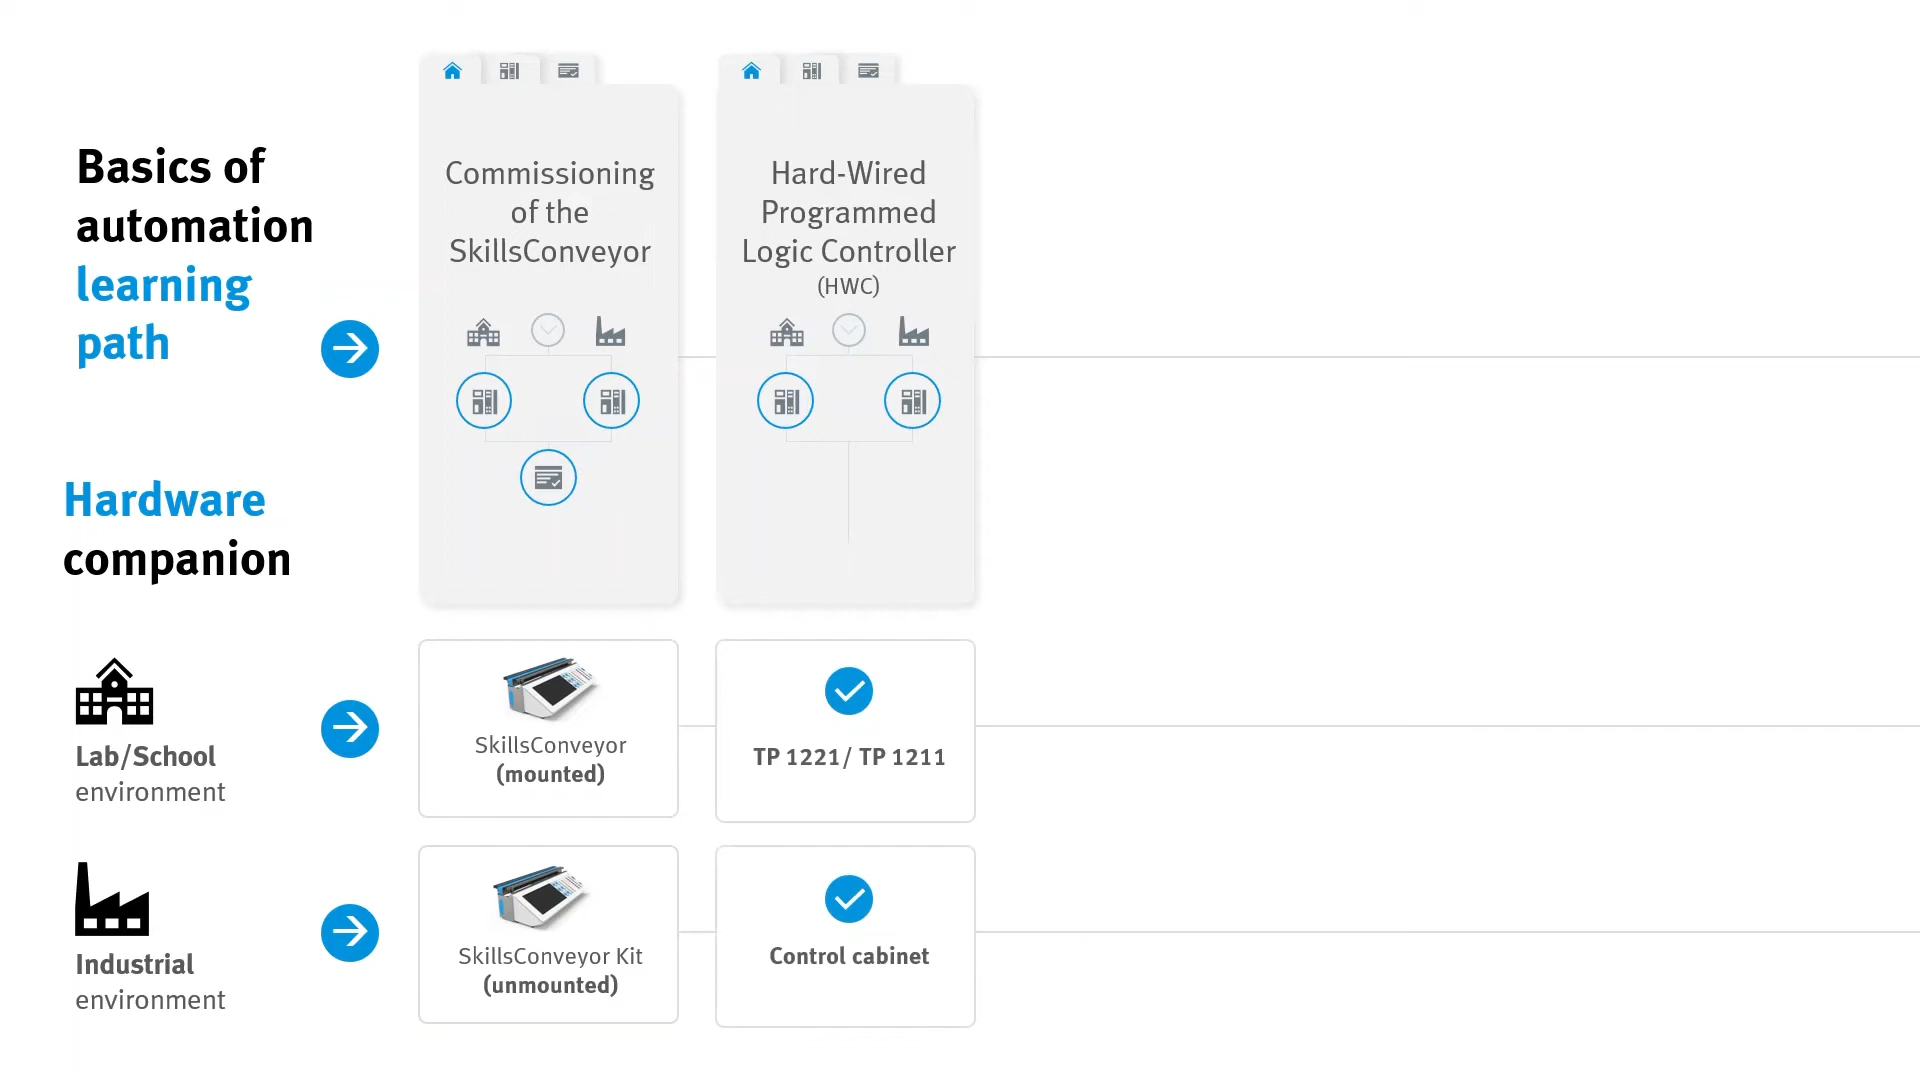 Basics of
automation
learning
path
Commissioning
of the
SkillsConveyor
Hard-Wired
Programmed
Logic Controller
(HWC)
Hardware
companion
Lab/School
environment
SkillsConveyor
(mounted)
TP 1221/ TP 1211
Industrial
environment
SkillsConveyor Kit
(unmounted)
Control cabinet